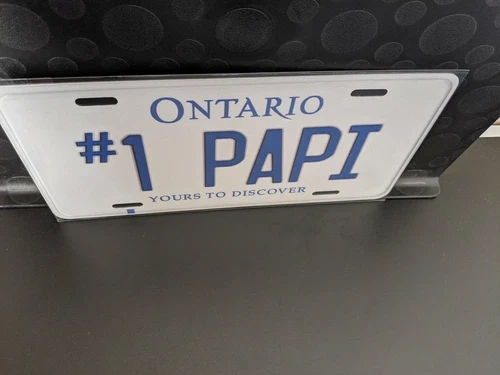 ONTARIO
#1 PAPI
YOURS TO DISCOVER